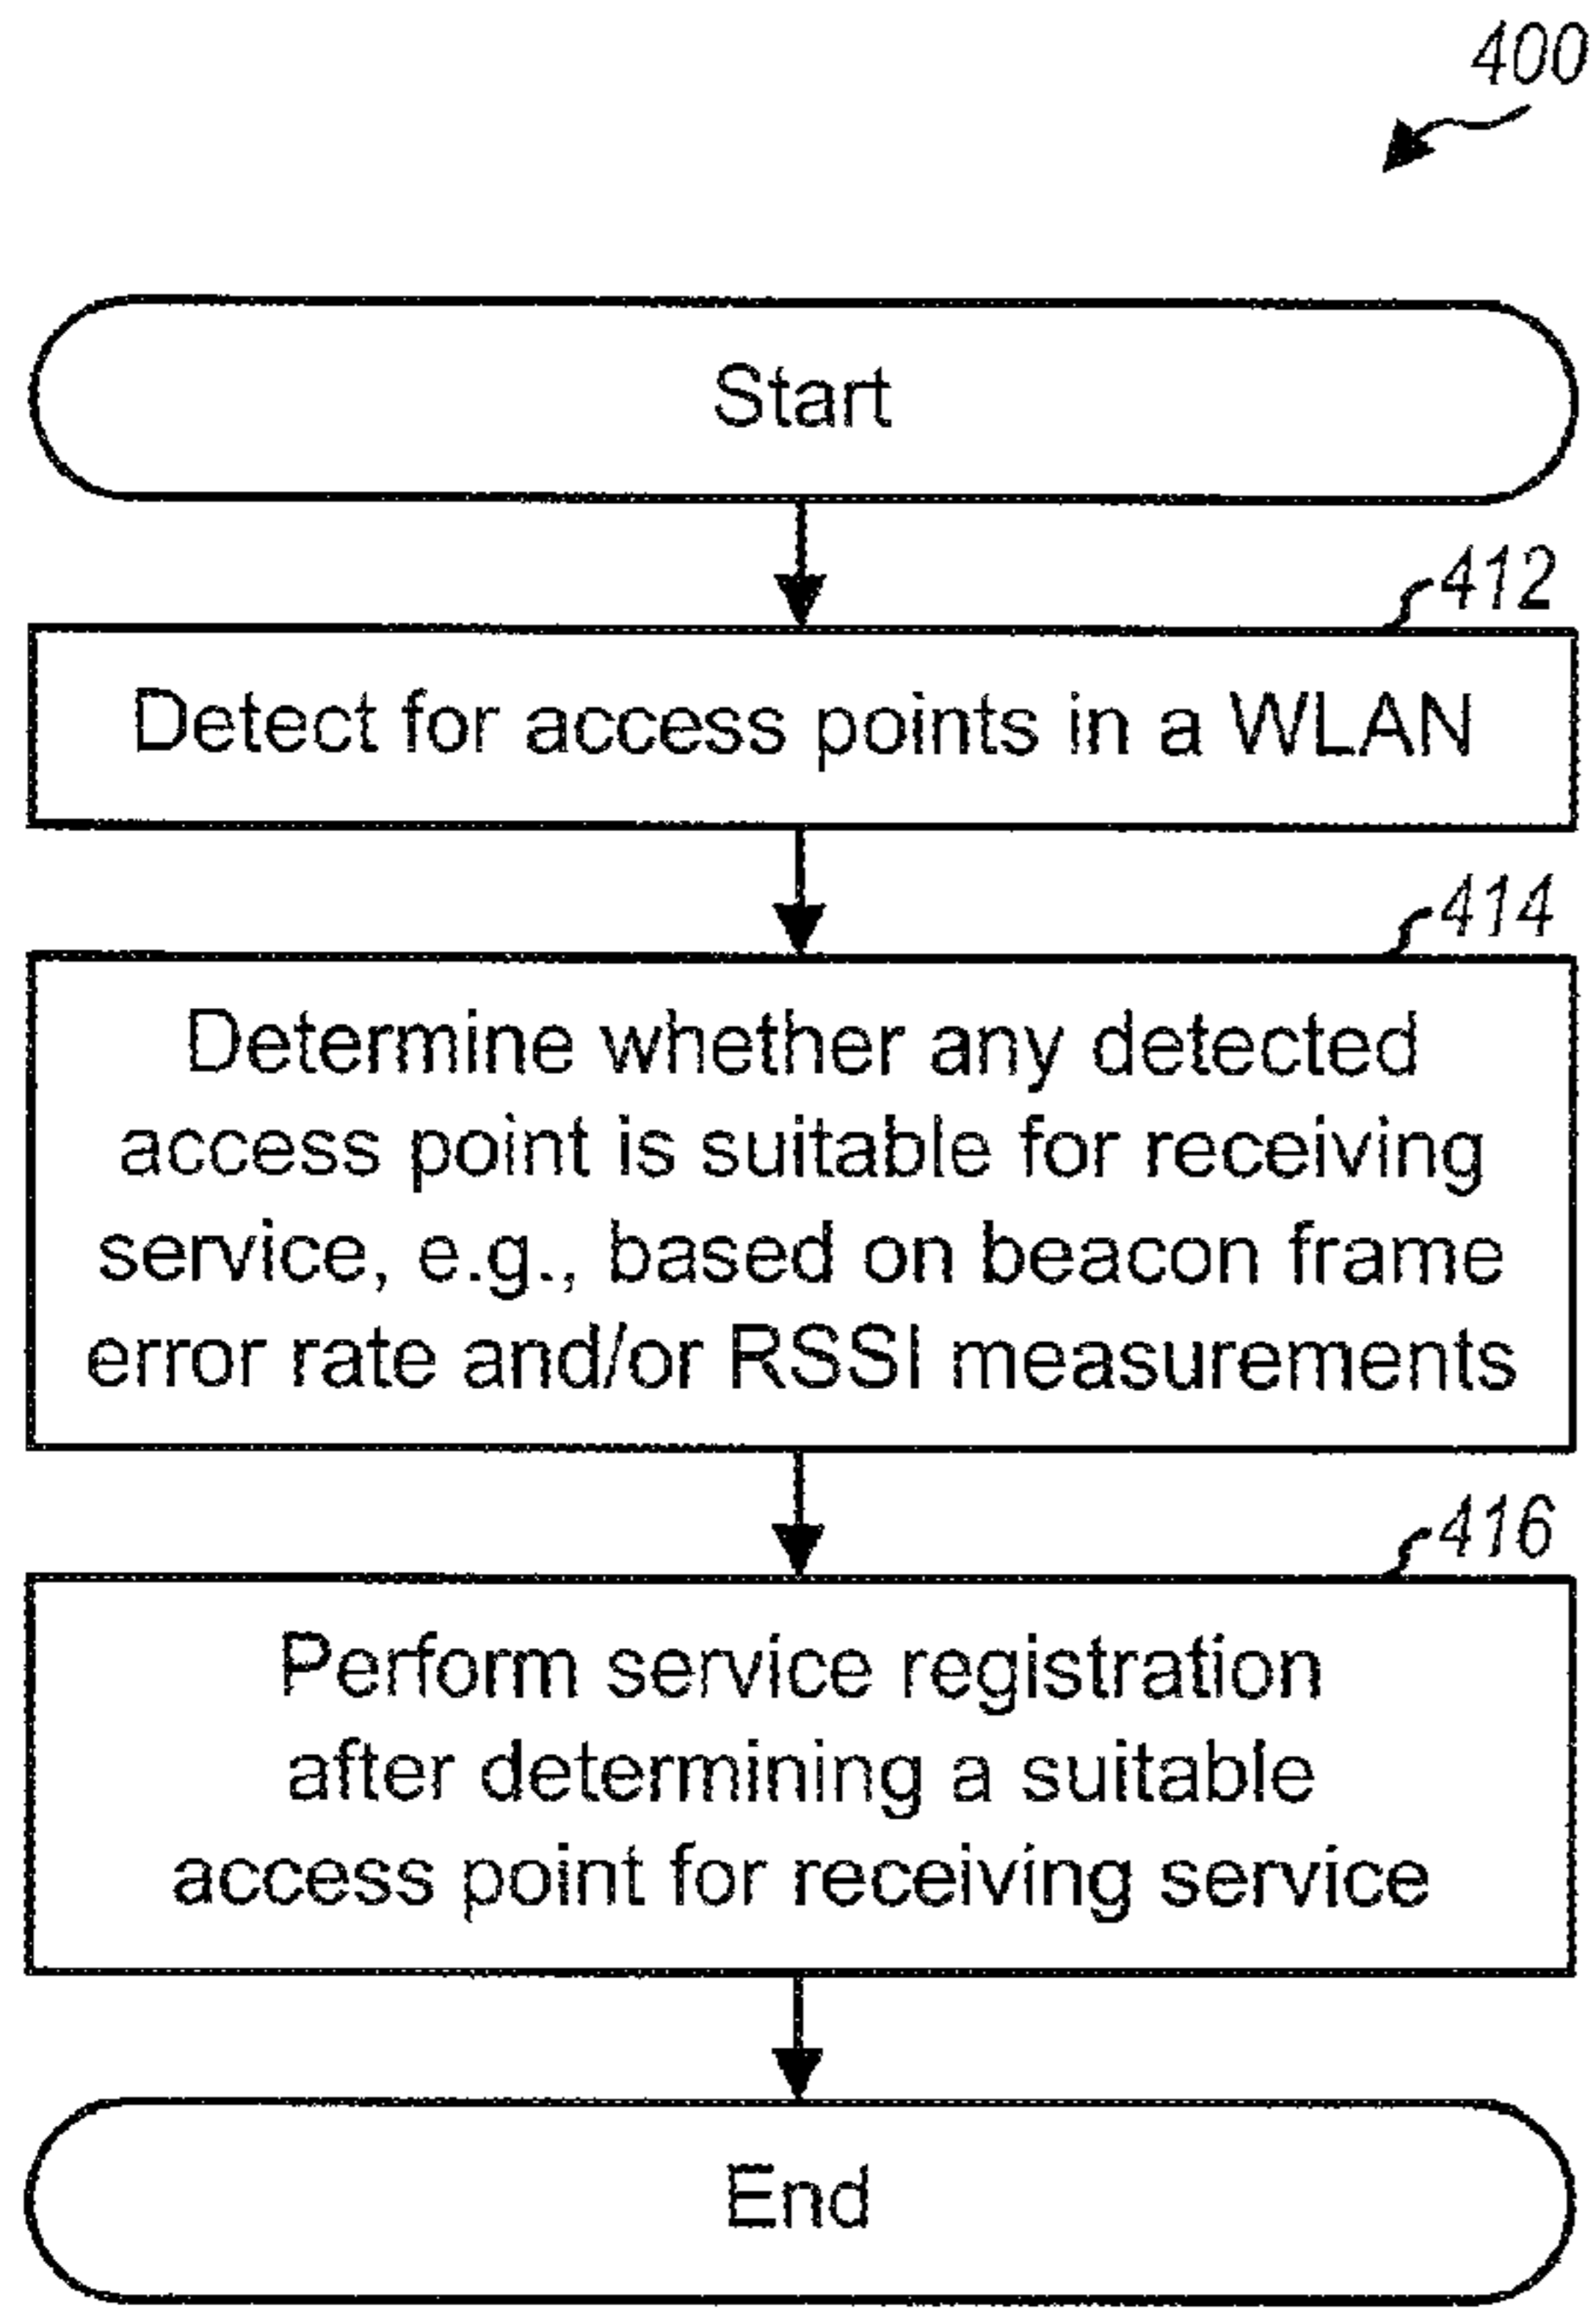 400
Start
412
Detect for access points in a WLAN
414
Determine whether any detected
access point is suitable for receiving
service, e.g., based on beacon frame
error rate and/or RSSI measurements
416
Perform service registration
after determining a suitable
access point for receiving service
End